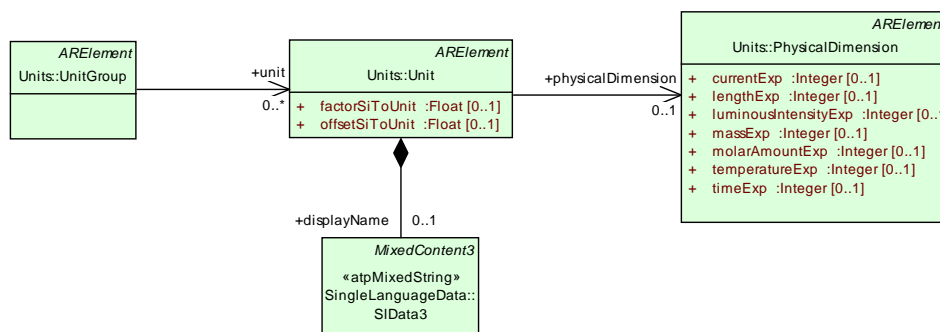 ARElement
Units::UnitGroup
+unit
0..*
ARElement
Units::Unit
+ factorSiToUnit :Float [0..1]
+ offsetSiToUnit :Float [0..1]
+physicalDimension
0..1
ARElemen
Units::PhysicalDimension
+ currentExp :Integer [0..1]
+ lengthExp :Integer [0..1]
+ luminousIntensityExp :Integer [0..1
+ massExp :Integer [0..1]
+ molarAmountExp :Integer [0..1]
+ temperatureExp :Integer [0..1]
+ timeExp :Integer [0..1]
+displayName
0..1
MixedContent3
«atpMixedString»
SingleLanguageData::
SlData3